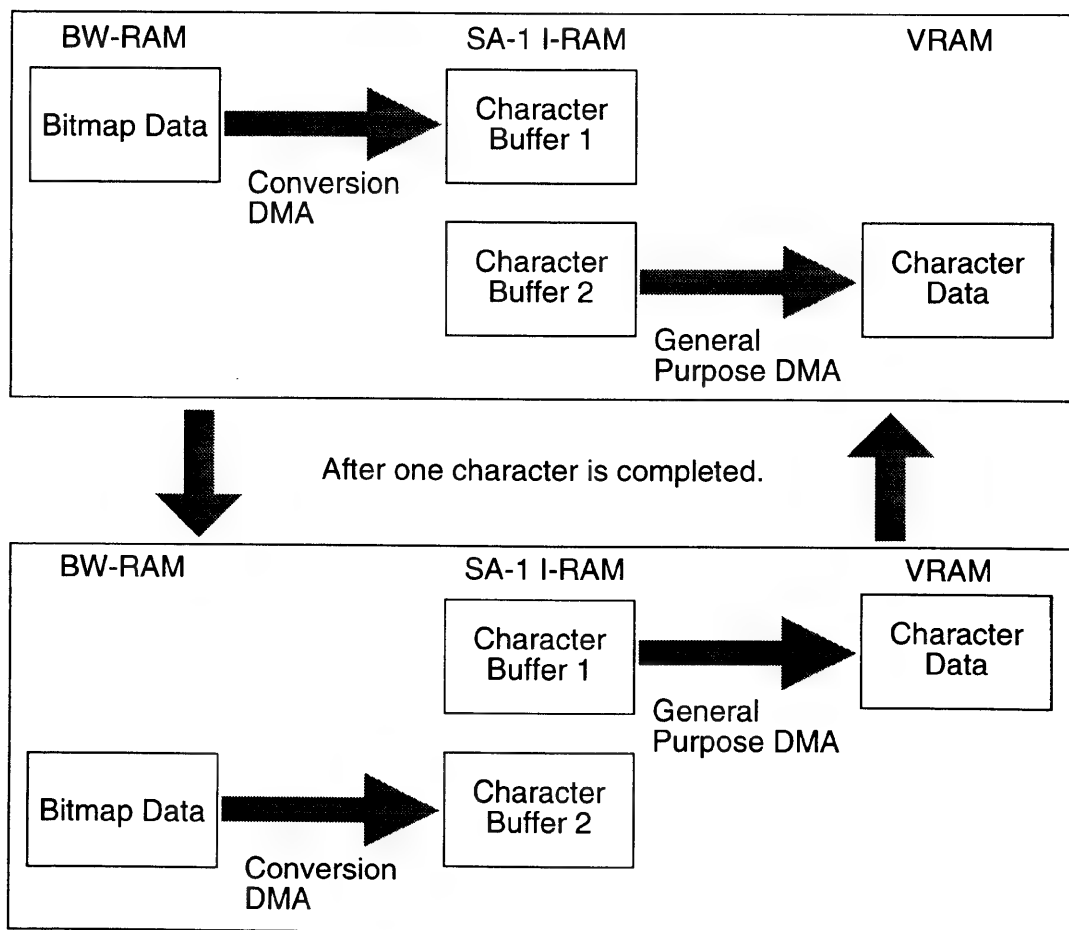 BW-RAM
SA-1 I-RAM
VRAM
Bitmap Data
Conversion
DMA
Character
Buffer 1
Character
Buffer 2
General
Purpose DMA
Character
Data
After one character is completed.
BW-RAM
SA-1 I-RAM
VRAM
Character
Buffer 1
General
Purpose DMA
Character
Data
Bitmap Data
Conversion
DMA
Character
Buffer 2